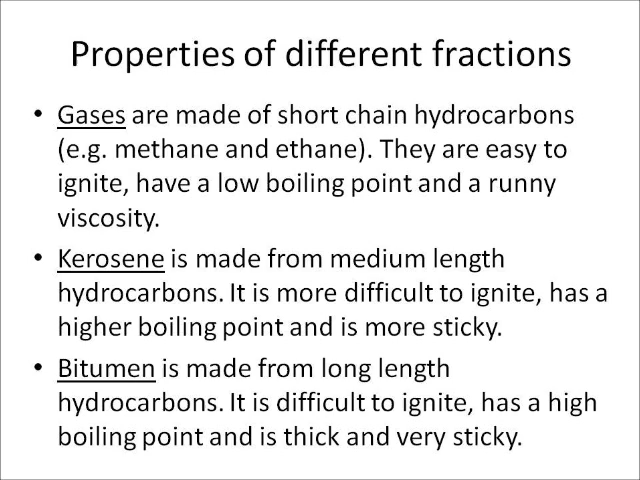 Properties of different fractions
• Gases are made of short chain hydrocarbons
(e.g. methane and ethane). They are easy to
ignite, have a low boiling point and a runny
viscosity.
• Kerosene is made from medium length
hydrocarbons. It is more difficult to ignite, has a
higher boiling point and is more sticky.
• Bitumen is made from long length
hydrocarbons. It is difficult to ignite, has a high
boiling point and is thick and very sticky.